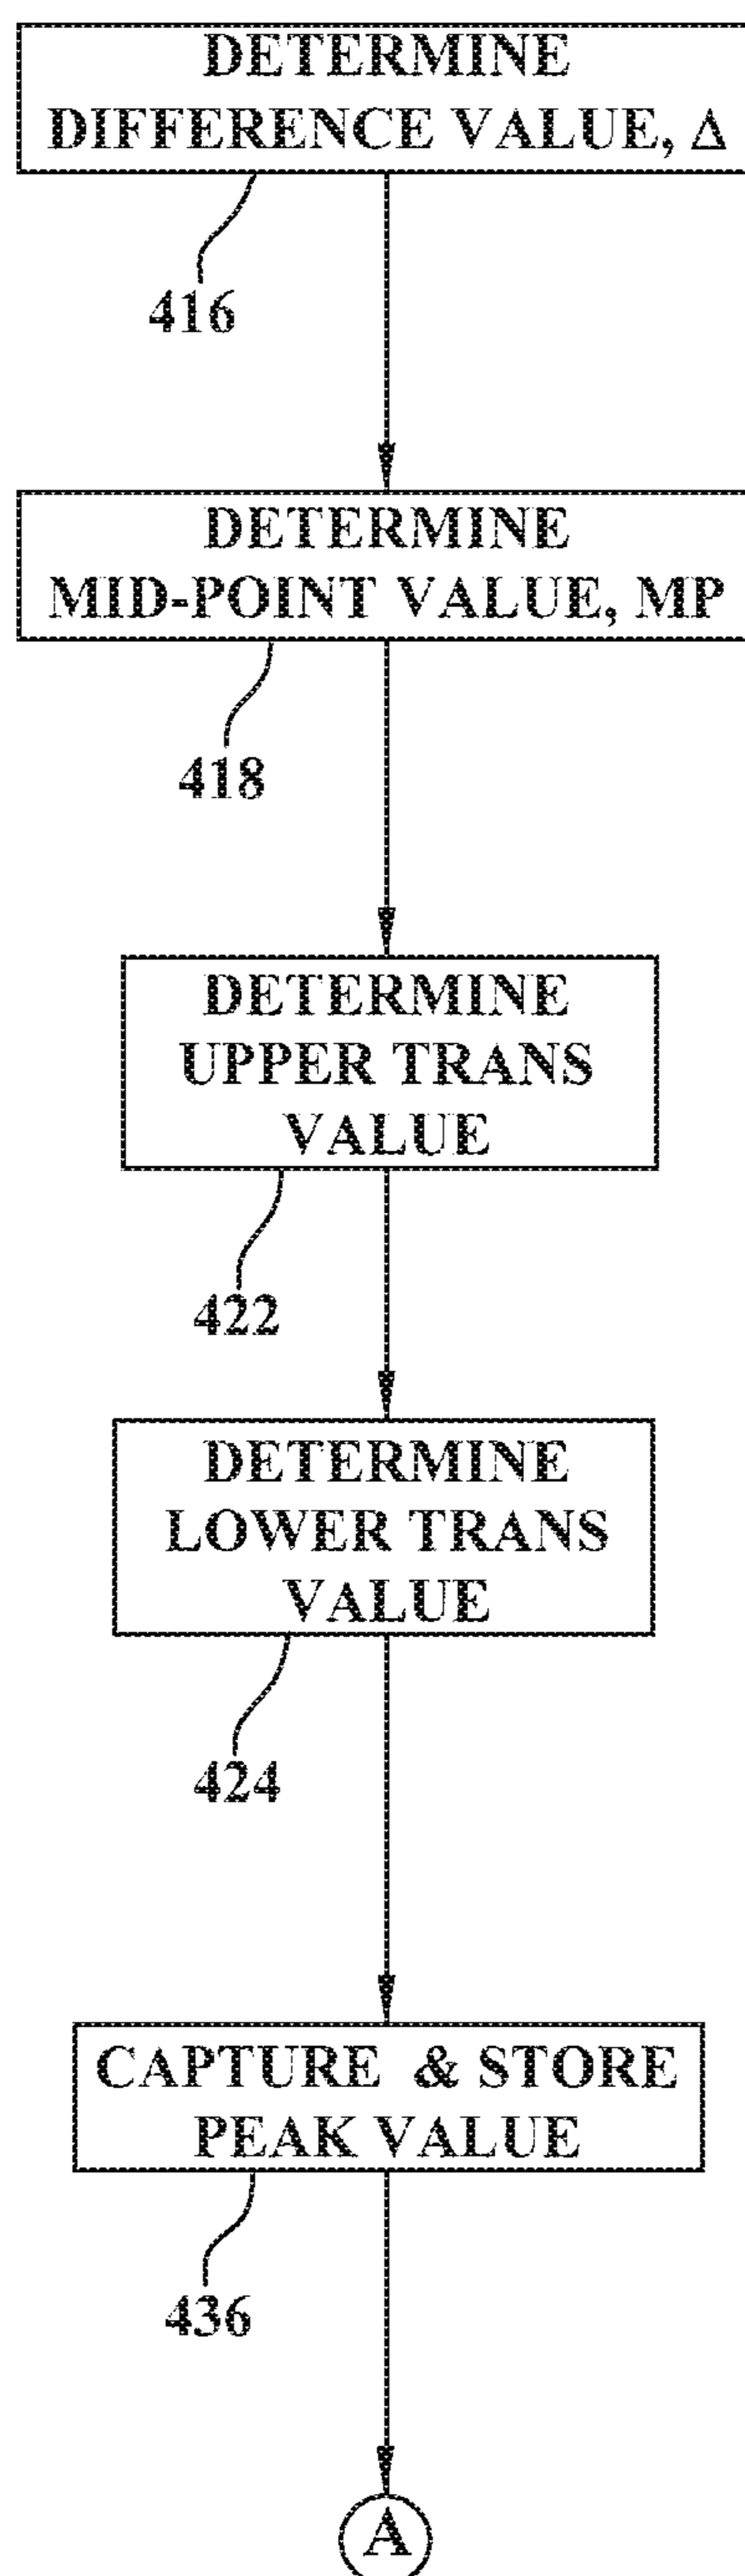 DETERMINE
DIFFERENCE VALUE, Δ
416
DETERMINE
MID-POINT VALUE, MP
418
DETERMINE
UPPER TRANS
VALUE
422
DETERMINE
LOWER TRANS
VALUE
424
CAPTURE & STORE
PEAK VALUE
436
A